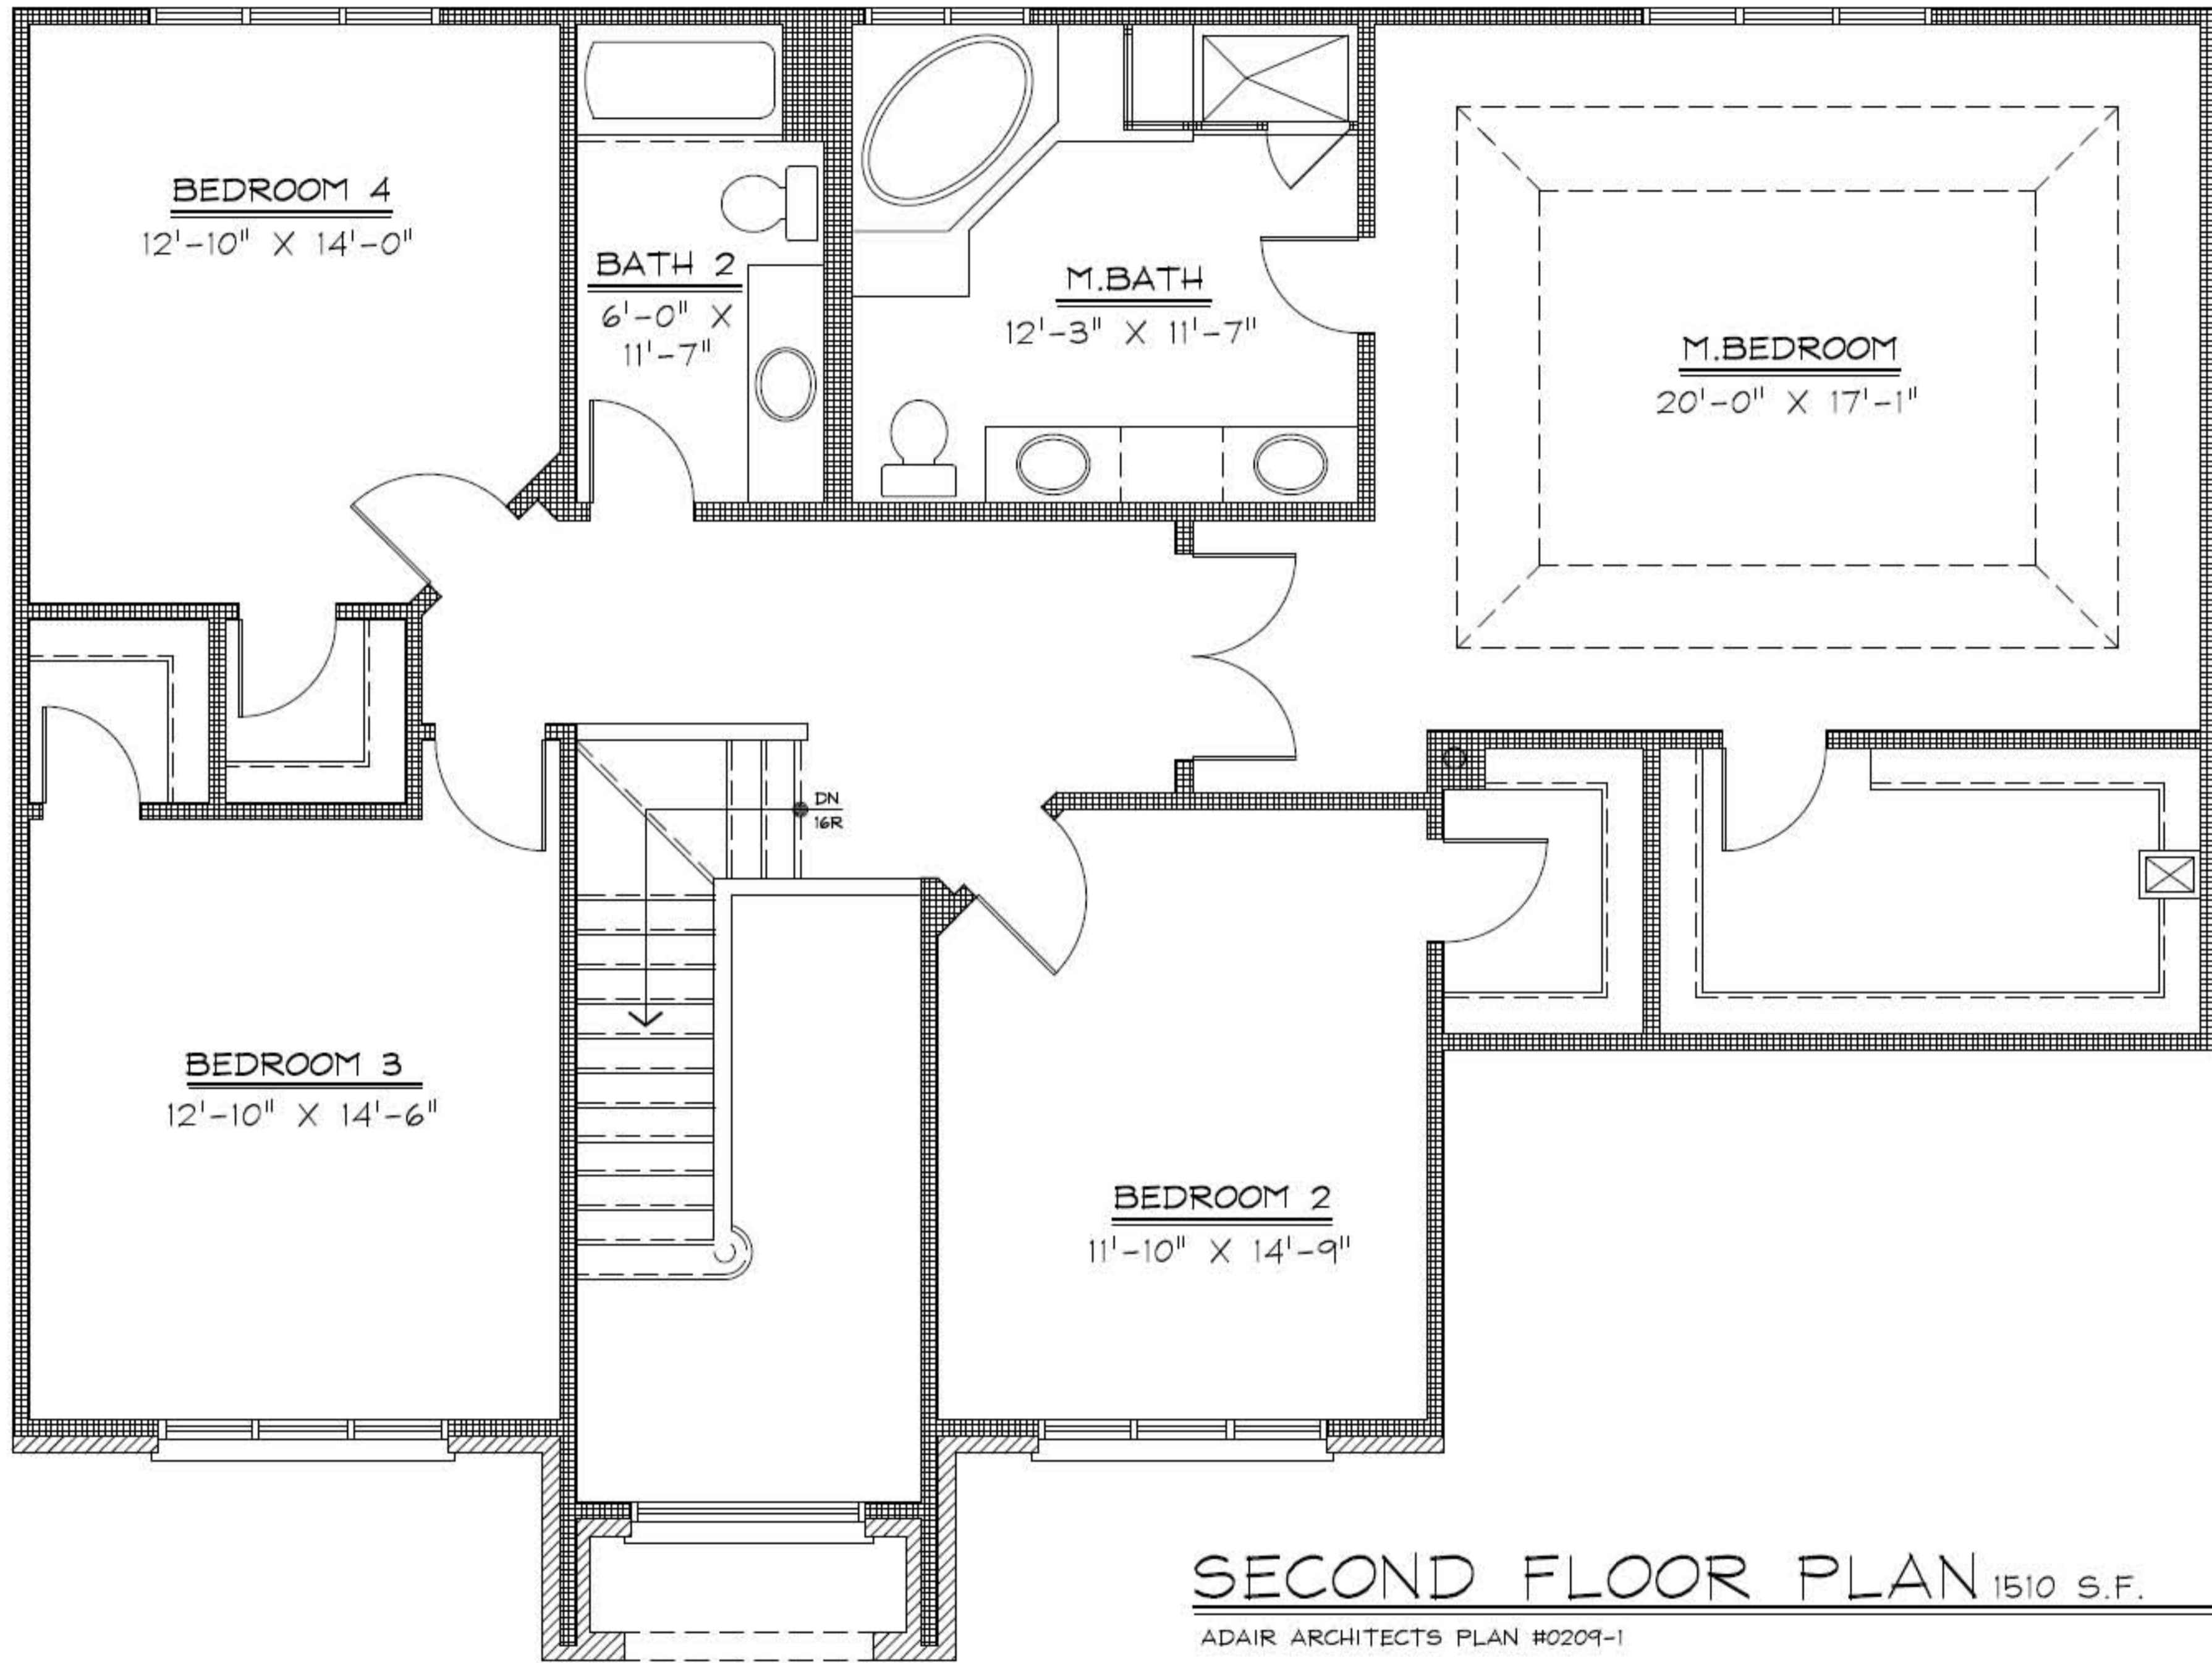 BEDROOM 4
12'-10" X 14'-0"
BATH 2
6'-0" X
11'-7"
M.BATH
12'-3" X 11'-7"
M.BEDROOM
20'-0" X 17'-1"
DN
16R
BEDROOM 3
12'-10" X 14'-6"
BEDROOM 2
11'-10" X 14'-9"
SECOND FLOOR PLAN 1510 S.F.
ADAIR ARCHITECTS PLAN #0209-1